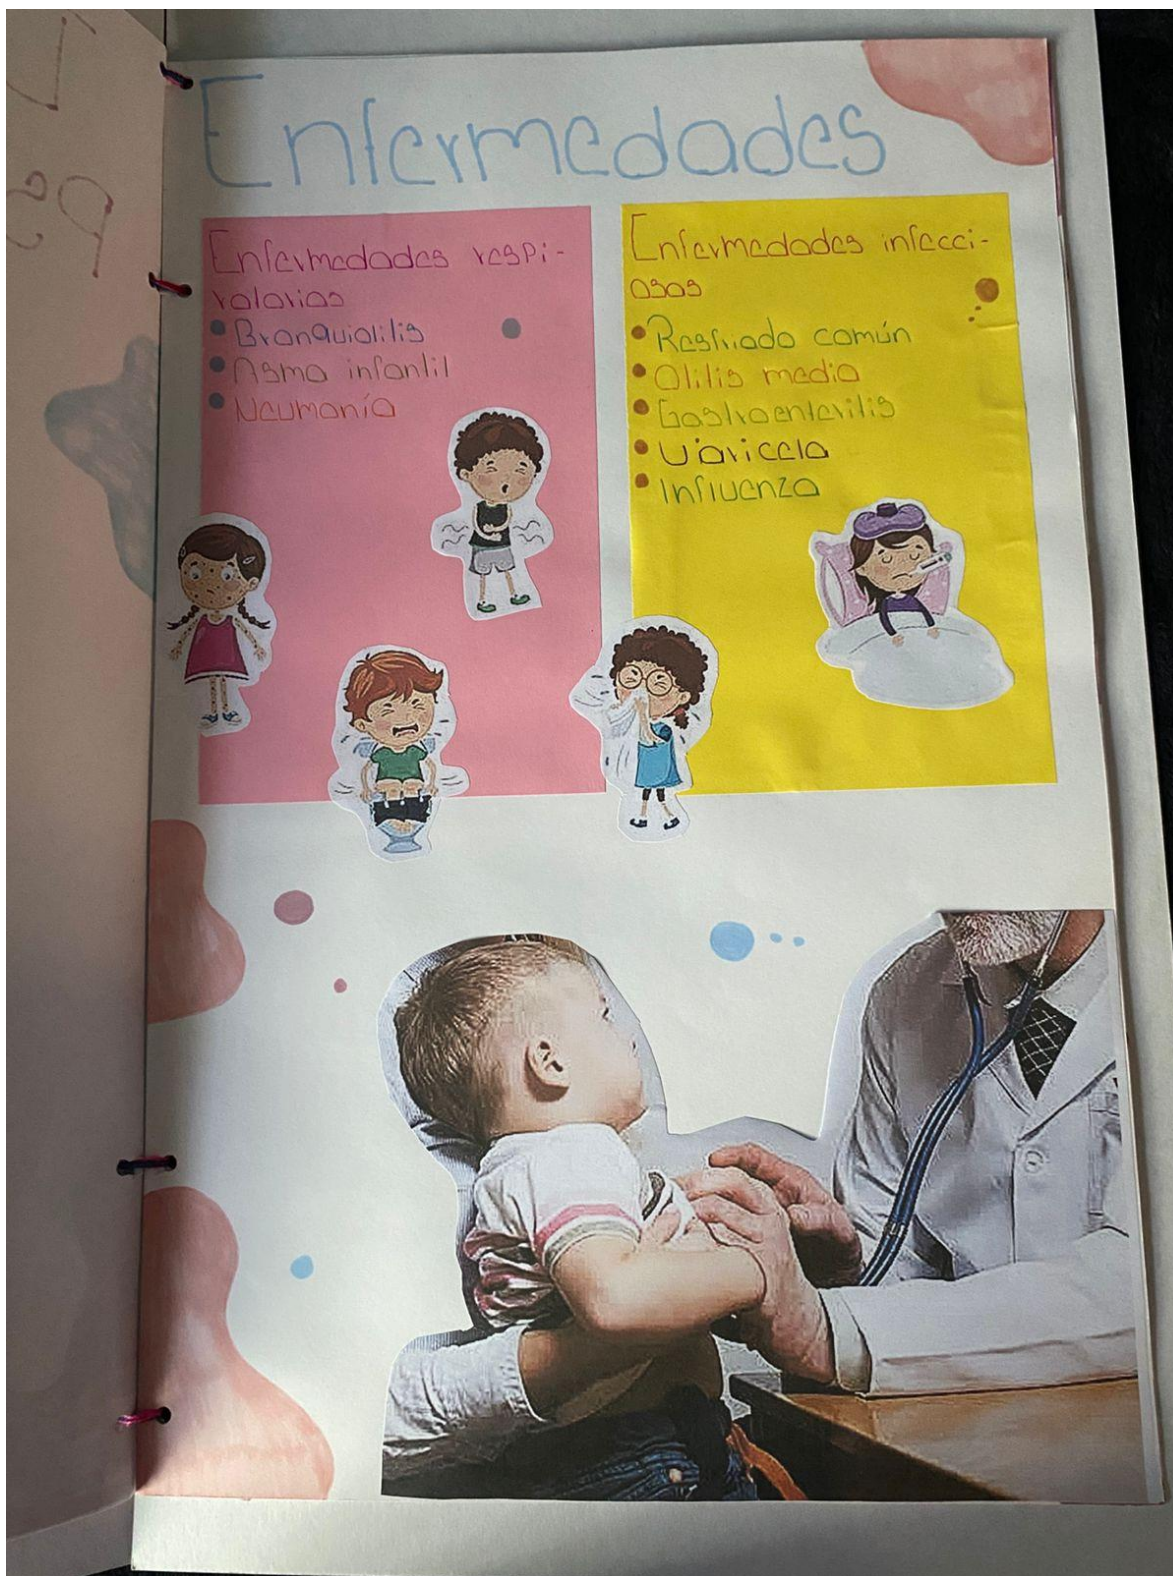 Enfermedades
Enfermedades respi-
ratorias
• Bronquiolitis
• Asma infantil
• Neumonía
Enfermedades infecci-
osas
• Resfriado común
• Otitis media
• Gastroenteritis
• Varicela
• Influenza